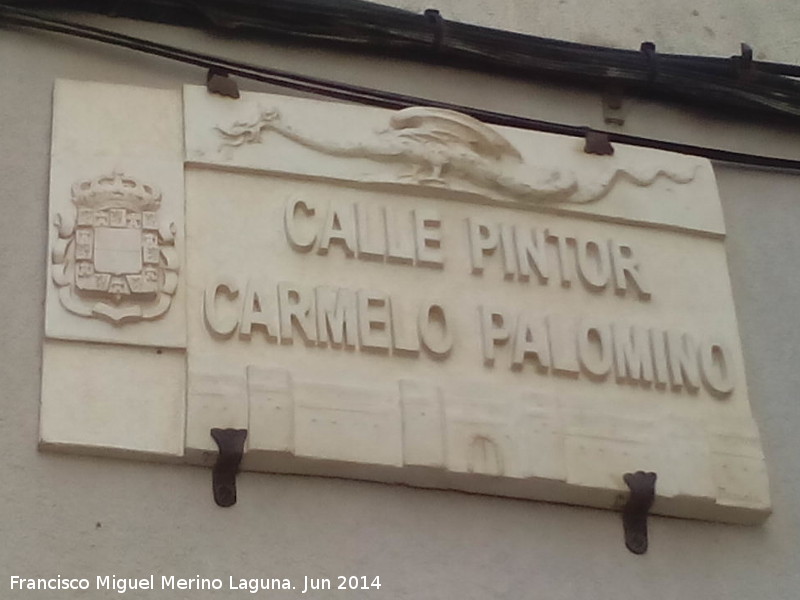 CALLE PINTOR
CARMELO PALOMINO
Francisco Miguel Merino Laguna. Jun 2014